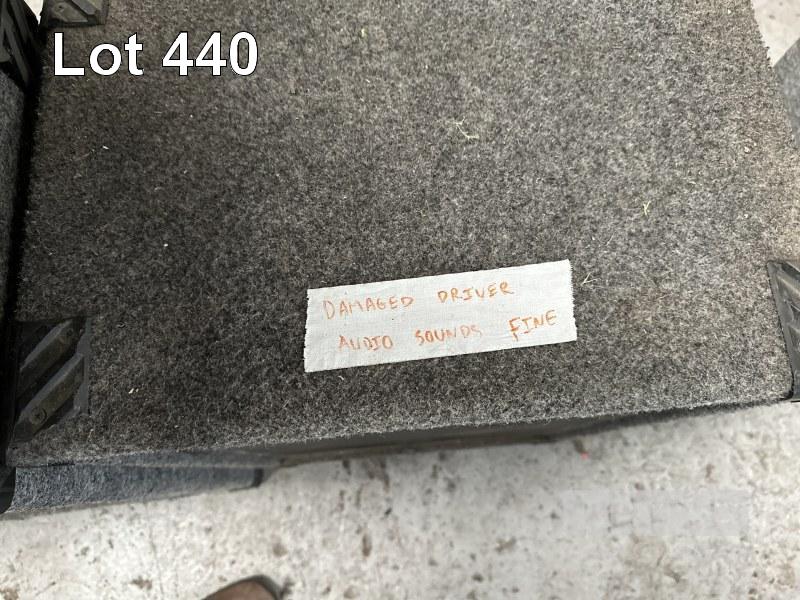 Lot 440
DAMAGED DRIVER
AUDIO SOUNDS FINE